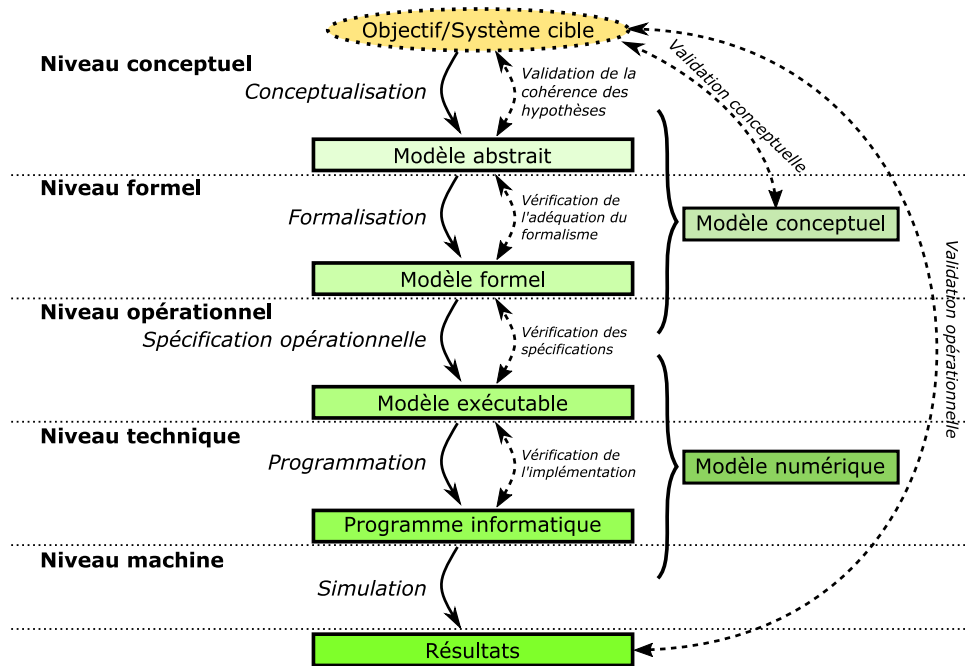 Objectif/Système cible
Niveau conceptuel
Conceptualisation
Validation de la
cohérence des
hypothèses
Validation conceptuelle
Modèle abstrait
Niveau formel
Formalisation
Vérification de
l'adéquation du
formalisme
Modèle conceptuel
Modèle formel
Niveau opérationnel
Spécification opérationnelle
Vérification des
spécifications
Validation opérationnelle
Modèle exécutable
Niveau technique
Programmation
Vérification de
l'implémentation
Modèle numérique
Programme informatique
Niveau machine
Simulation
Résultats